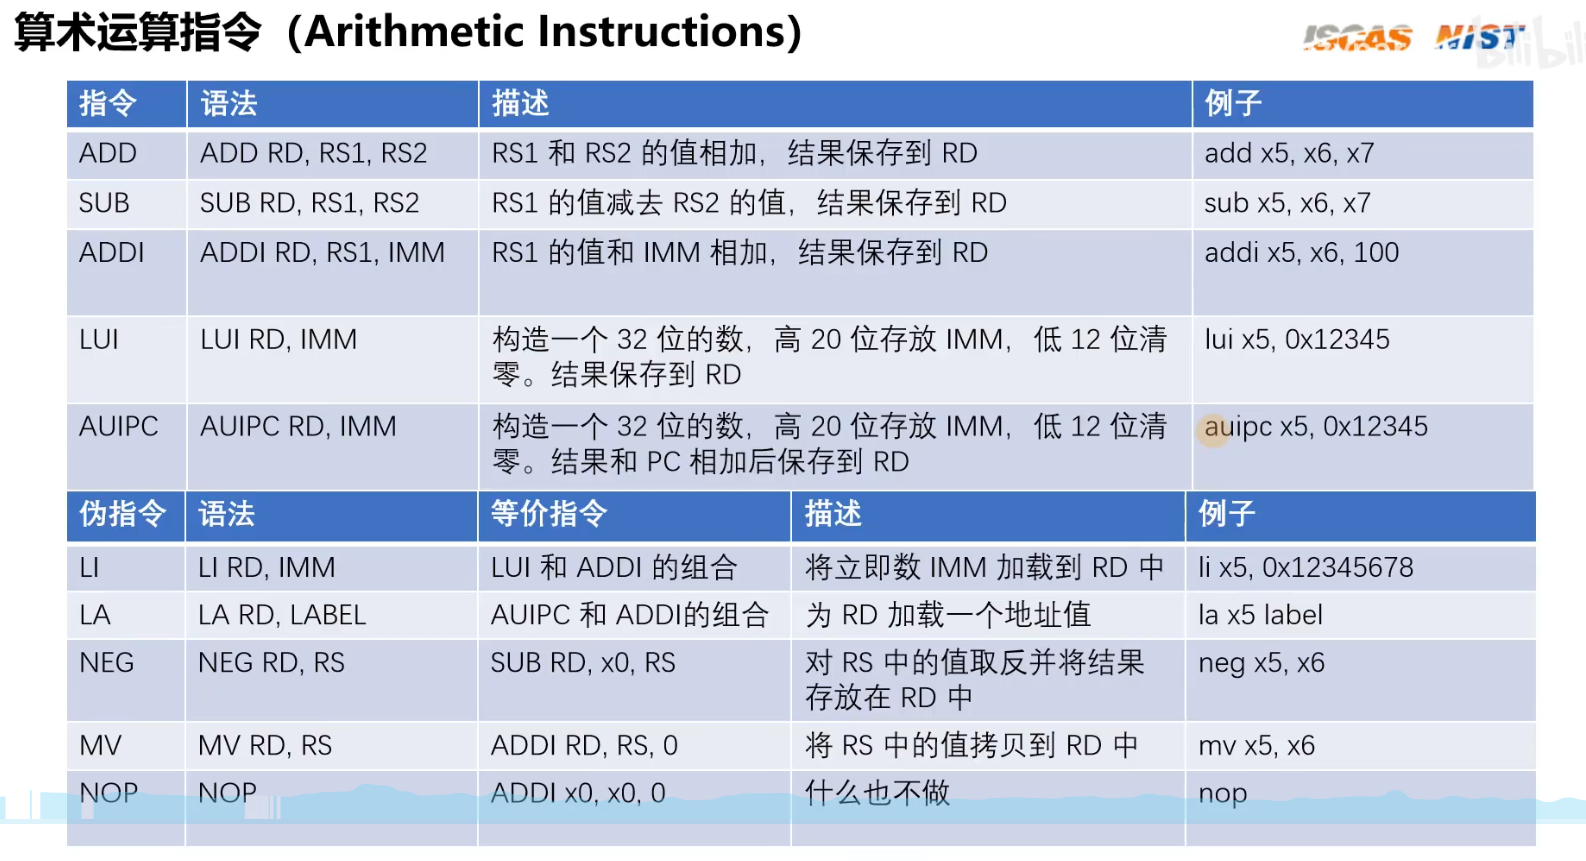 算术运算指令（Arithmetic Instructions）
ISCAS NIST
bilibili
指令 语法 描述 例子
ADD ADD RD, RS1, RS2 RS1 和 RS2 的值相加，结果保存到 RD add x5, x6, x7
SUB SUB RD, RS1, RS2 RS1 的值减去 RS2 的值，结果保存到 RD sub x5, x6, x7
ADDI ADDI RD, RS1, IMM RS1 的值和 IMM 相加，结果保存到 RD addi x5, x6, 100
LUI LUI RD, IMM 构造一个 32 位的数，高 20 位存放 IMM，低 12 位清 lui x5, 0x12345
零。结果保存到 RD
AUIPC AUIPC RD, IMM 构造一个 32 位的数，高 20 位存放 IMM，低 12 位清 auipc x5, 0x12345
零。结果和 PC 相加后保存到 RD
伪指令 语法 等价指令 描述 例子
LI LI RD, IMM LUI 和 ADDI 的组合 将立即数 IMM 加载到 RD 中 li x5, 0x12345678
LA LA RD, LABEL AUIPC 和 ADDI的组合 为 RD 加载一个地址值 la x5 label
NEG NEG RD, RS SUB RD, x0, RS 对 RS 中的值取反并将结果 neg x5, x6
存放在 RD 中
MV MV RD, RS ADDI RD, RS, 0 将 RS 中的值拷贝到 RD 中 mv x5, x6
NOP NOP ADDI x0, x0, 0 什么也不做 nop